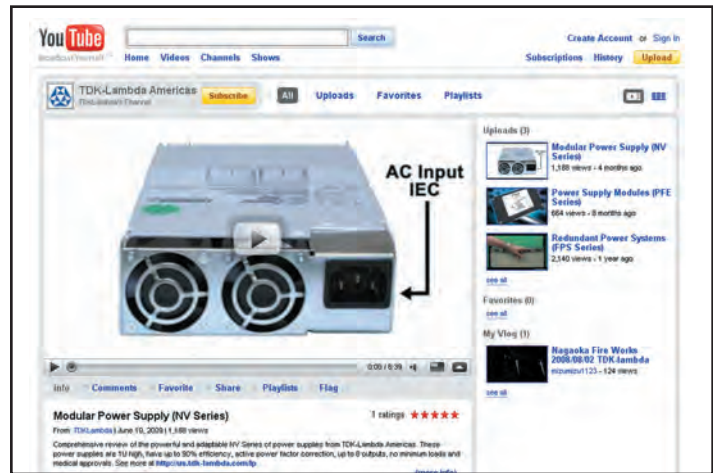 You Tube
Broadcast Yourself™
Search
Create Account or Sign In
Home Videos Channels Shows
Subscriptions History Upload
TDK-Lambda Americas
TDKLambda's Channel
Subscribe
All Uploads Favorites Playlists
AC Input
IEC
0:00 / 6:39
Uploads (3)
Modular Power Supply (NV
Series)
1,188 views - 4 months ago
Power Supply Modules (PFE
Series)
664 views - 8 months ago
Redundant Power Systems
(FPS Series)
2,140 views - 1 year ago
see all
Favorites (0)
see all
My Vlog (1)
Nagaoka Fire Works
2008/08/02 TDK-lambda
mizumizu1123 - 124 views
see all
Info Comments Favorite Share Playlists Flag
Modular Power Supply (NV Series)
1 ratings
From: TDKLambda | June 19, 2009 | 1,188 views
Comprehensive review of the powerful and adaptable NV Series of power supplies from TDK-Lambda Americas. These
power supplies are 1U high, have up to 90% efficiency, active power factor correction, up to 8 outputs, no minimum loads and
medical approvals. See more at http://us.tdk-lambda.com/lp
(more info)